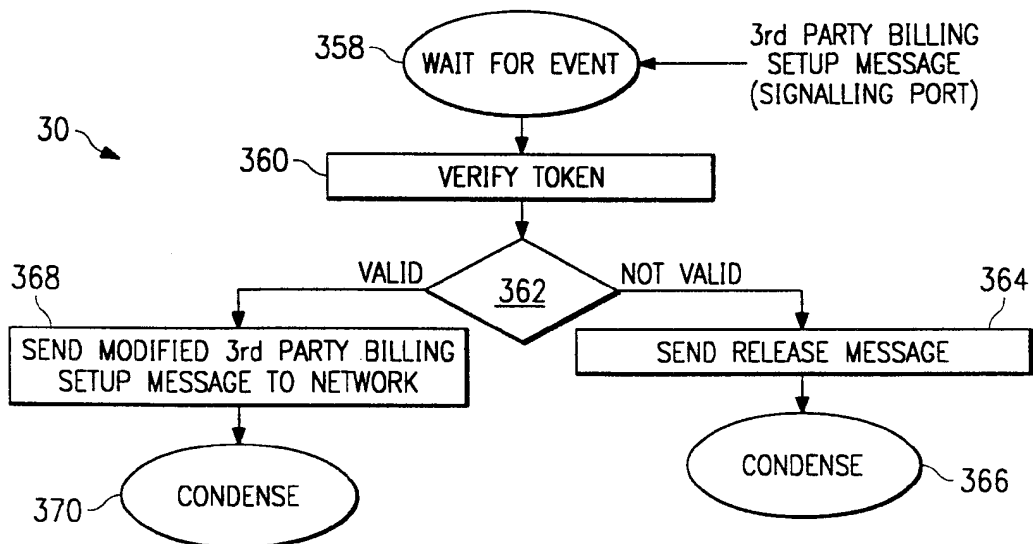 358
WAIT FOR EVENT
3rd PARTY BILLING
SETUP MESSAGE
(SIGNALLING PORT)
30
360
VERIFY TOKEN
368
VALID
362
NOT VALID
364
SEND MODIFIED 3rd PARTY BILLING
SETUP MESSAGE TO NETWORK
SEND RELEASE MESSAGE
370
CONDENSE
CONDENSE
366